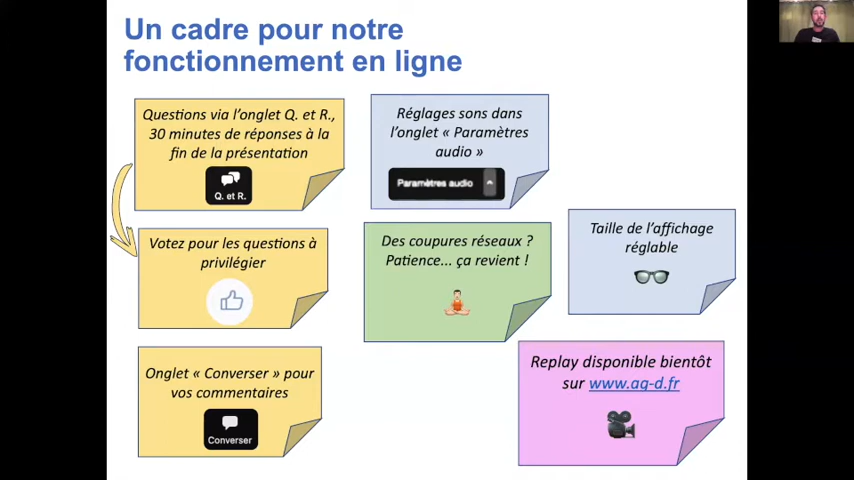 Un cadre pour notre
fonctionnement en ligne
Questions via l'onglet Q. et R.,
30 minutes de réponses à la
fin de la présentation
Q. et R.
Votez pour les questions à
privilégier
Onglet « Converser » pour
vos commentaires
Converser
Réglages sons dans
l'onglet « Paramètres
audio »
Paramètres audio
Des coupures réseaux ?
Patience... ça revient !
Taille de l'affichage
réglable
Replay disponible bientôt
sur www.ag-d.fr